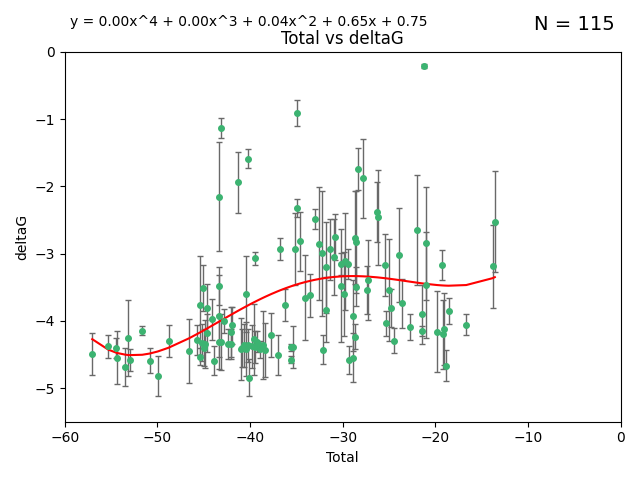 y = 0.00x^4 + 0.00x^3 + 0.04x^2 + 0.65x + 0.75
N = 115
Total vs deltaG
0
−1
−2
−3
−4
−5
deltaG
−60 −50 −40 −30 −20 −10 0
Total